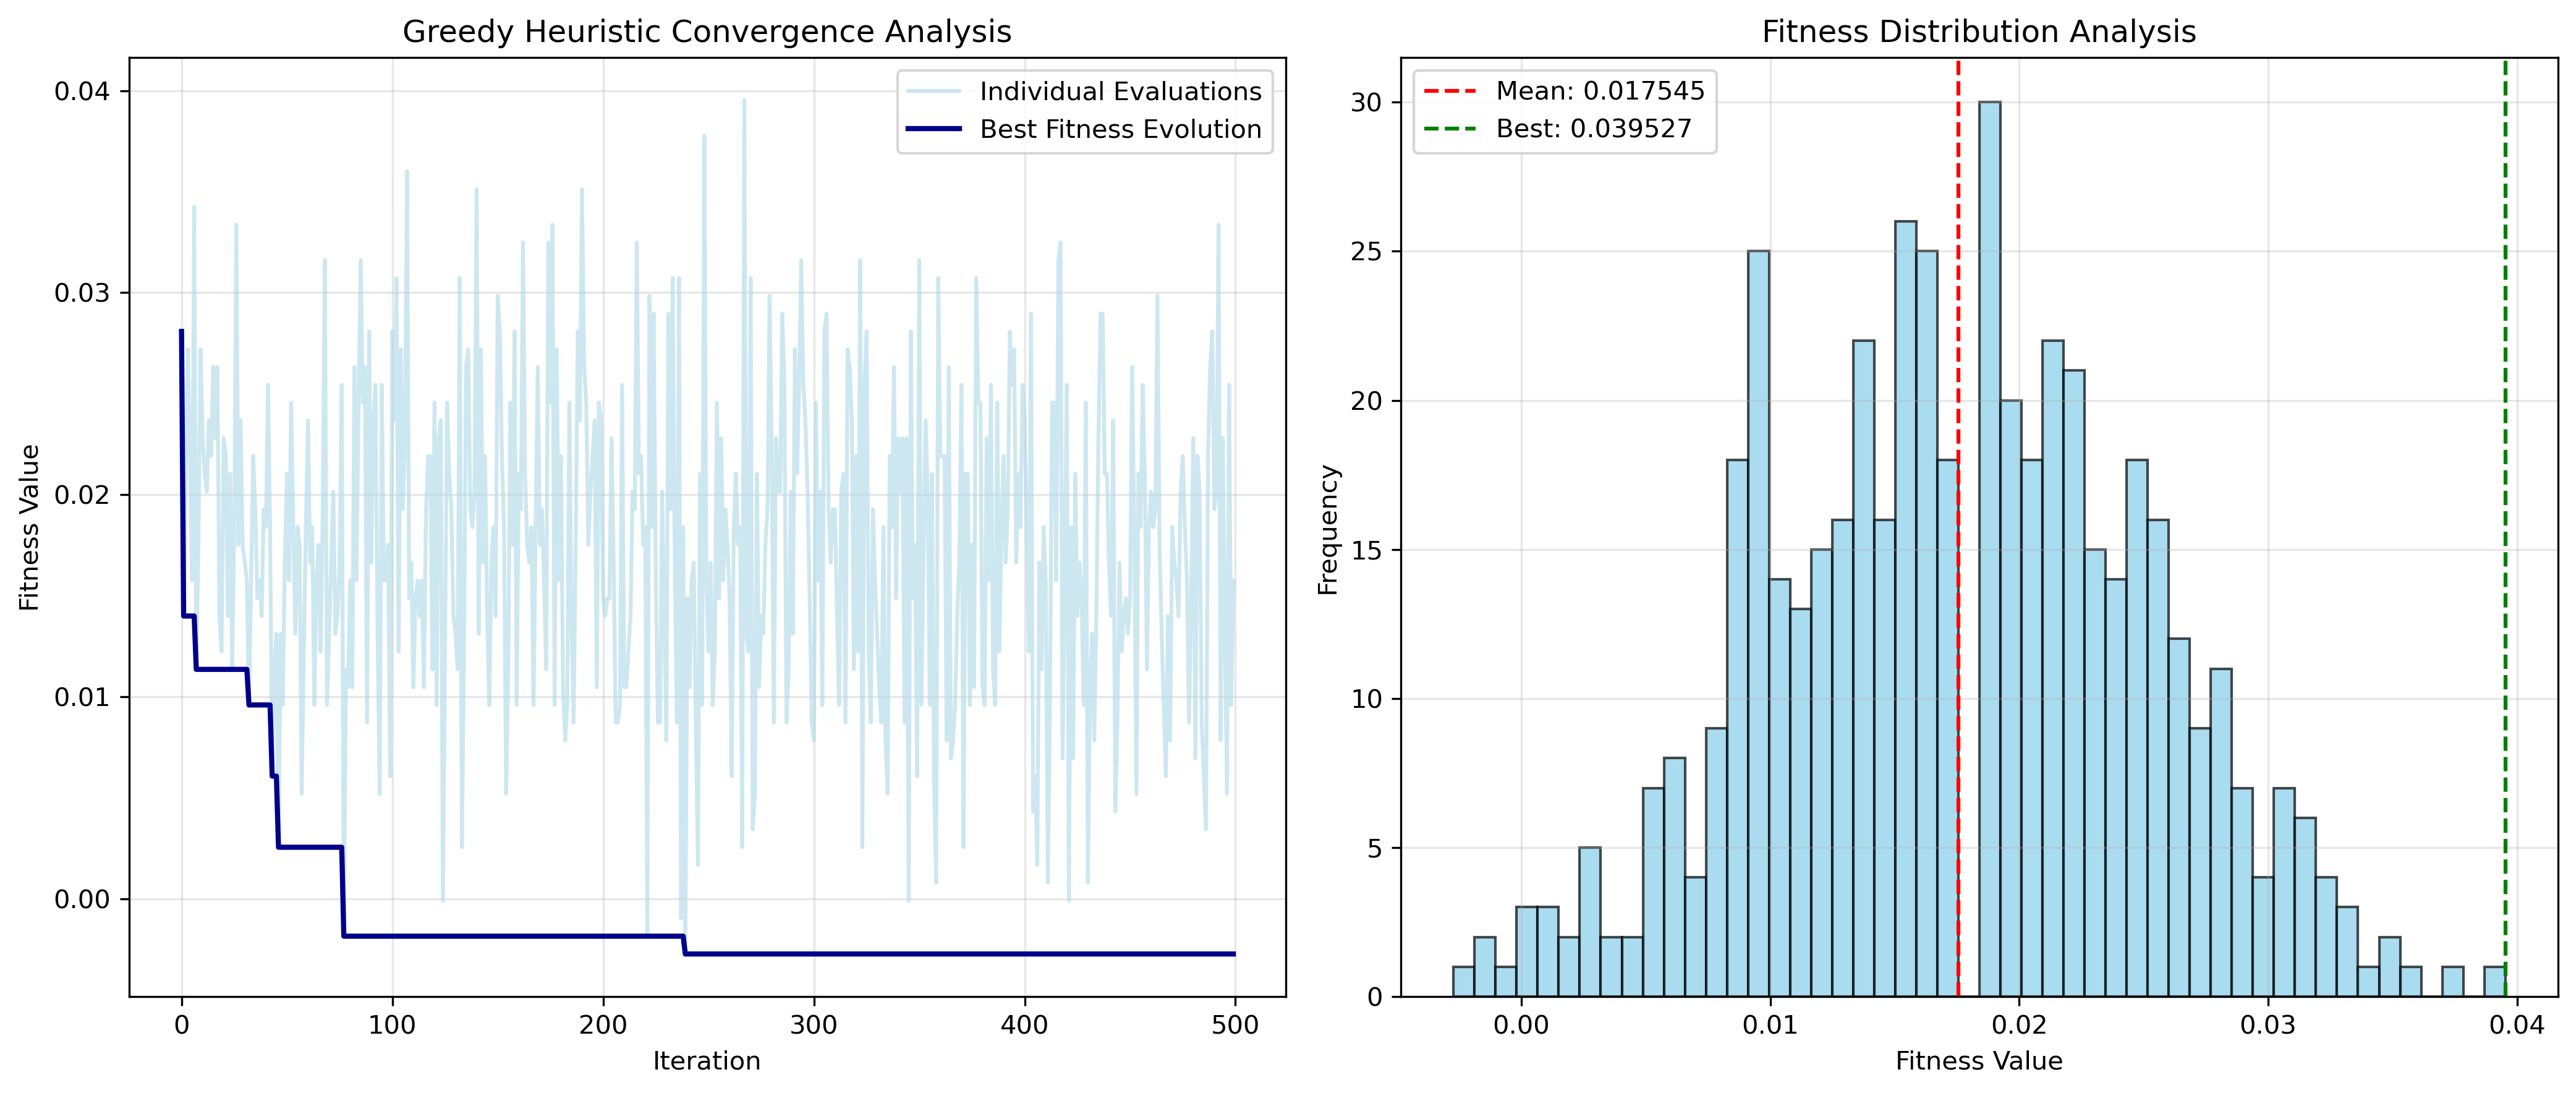 Greedy Heuristic Convergence Analysis
Fitness Value
0.04
0.03
0.02
0.01
0.00
Individual Evaluations
Best Fitness Evolution
0 100 200 300 400 500
Iteration
Fitness Distribution Analysis
Frequency
30
25
20
15
10
5
0
Mean: 0.017545
Best: 0.039527
0.00 0.01 0.02 0.03 0.04
Fitness Value